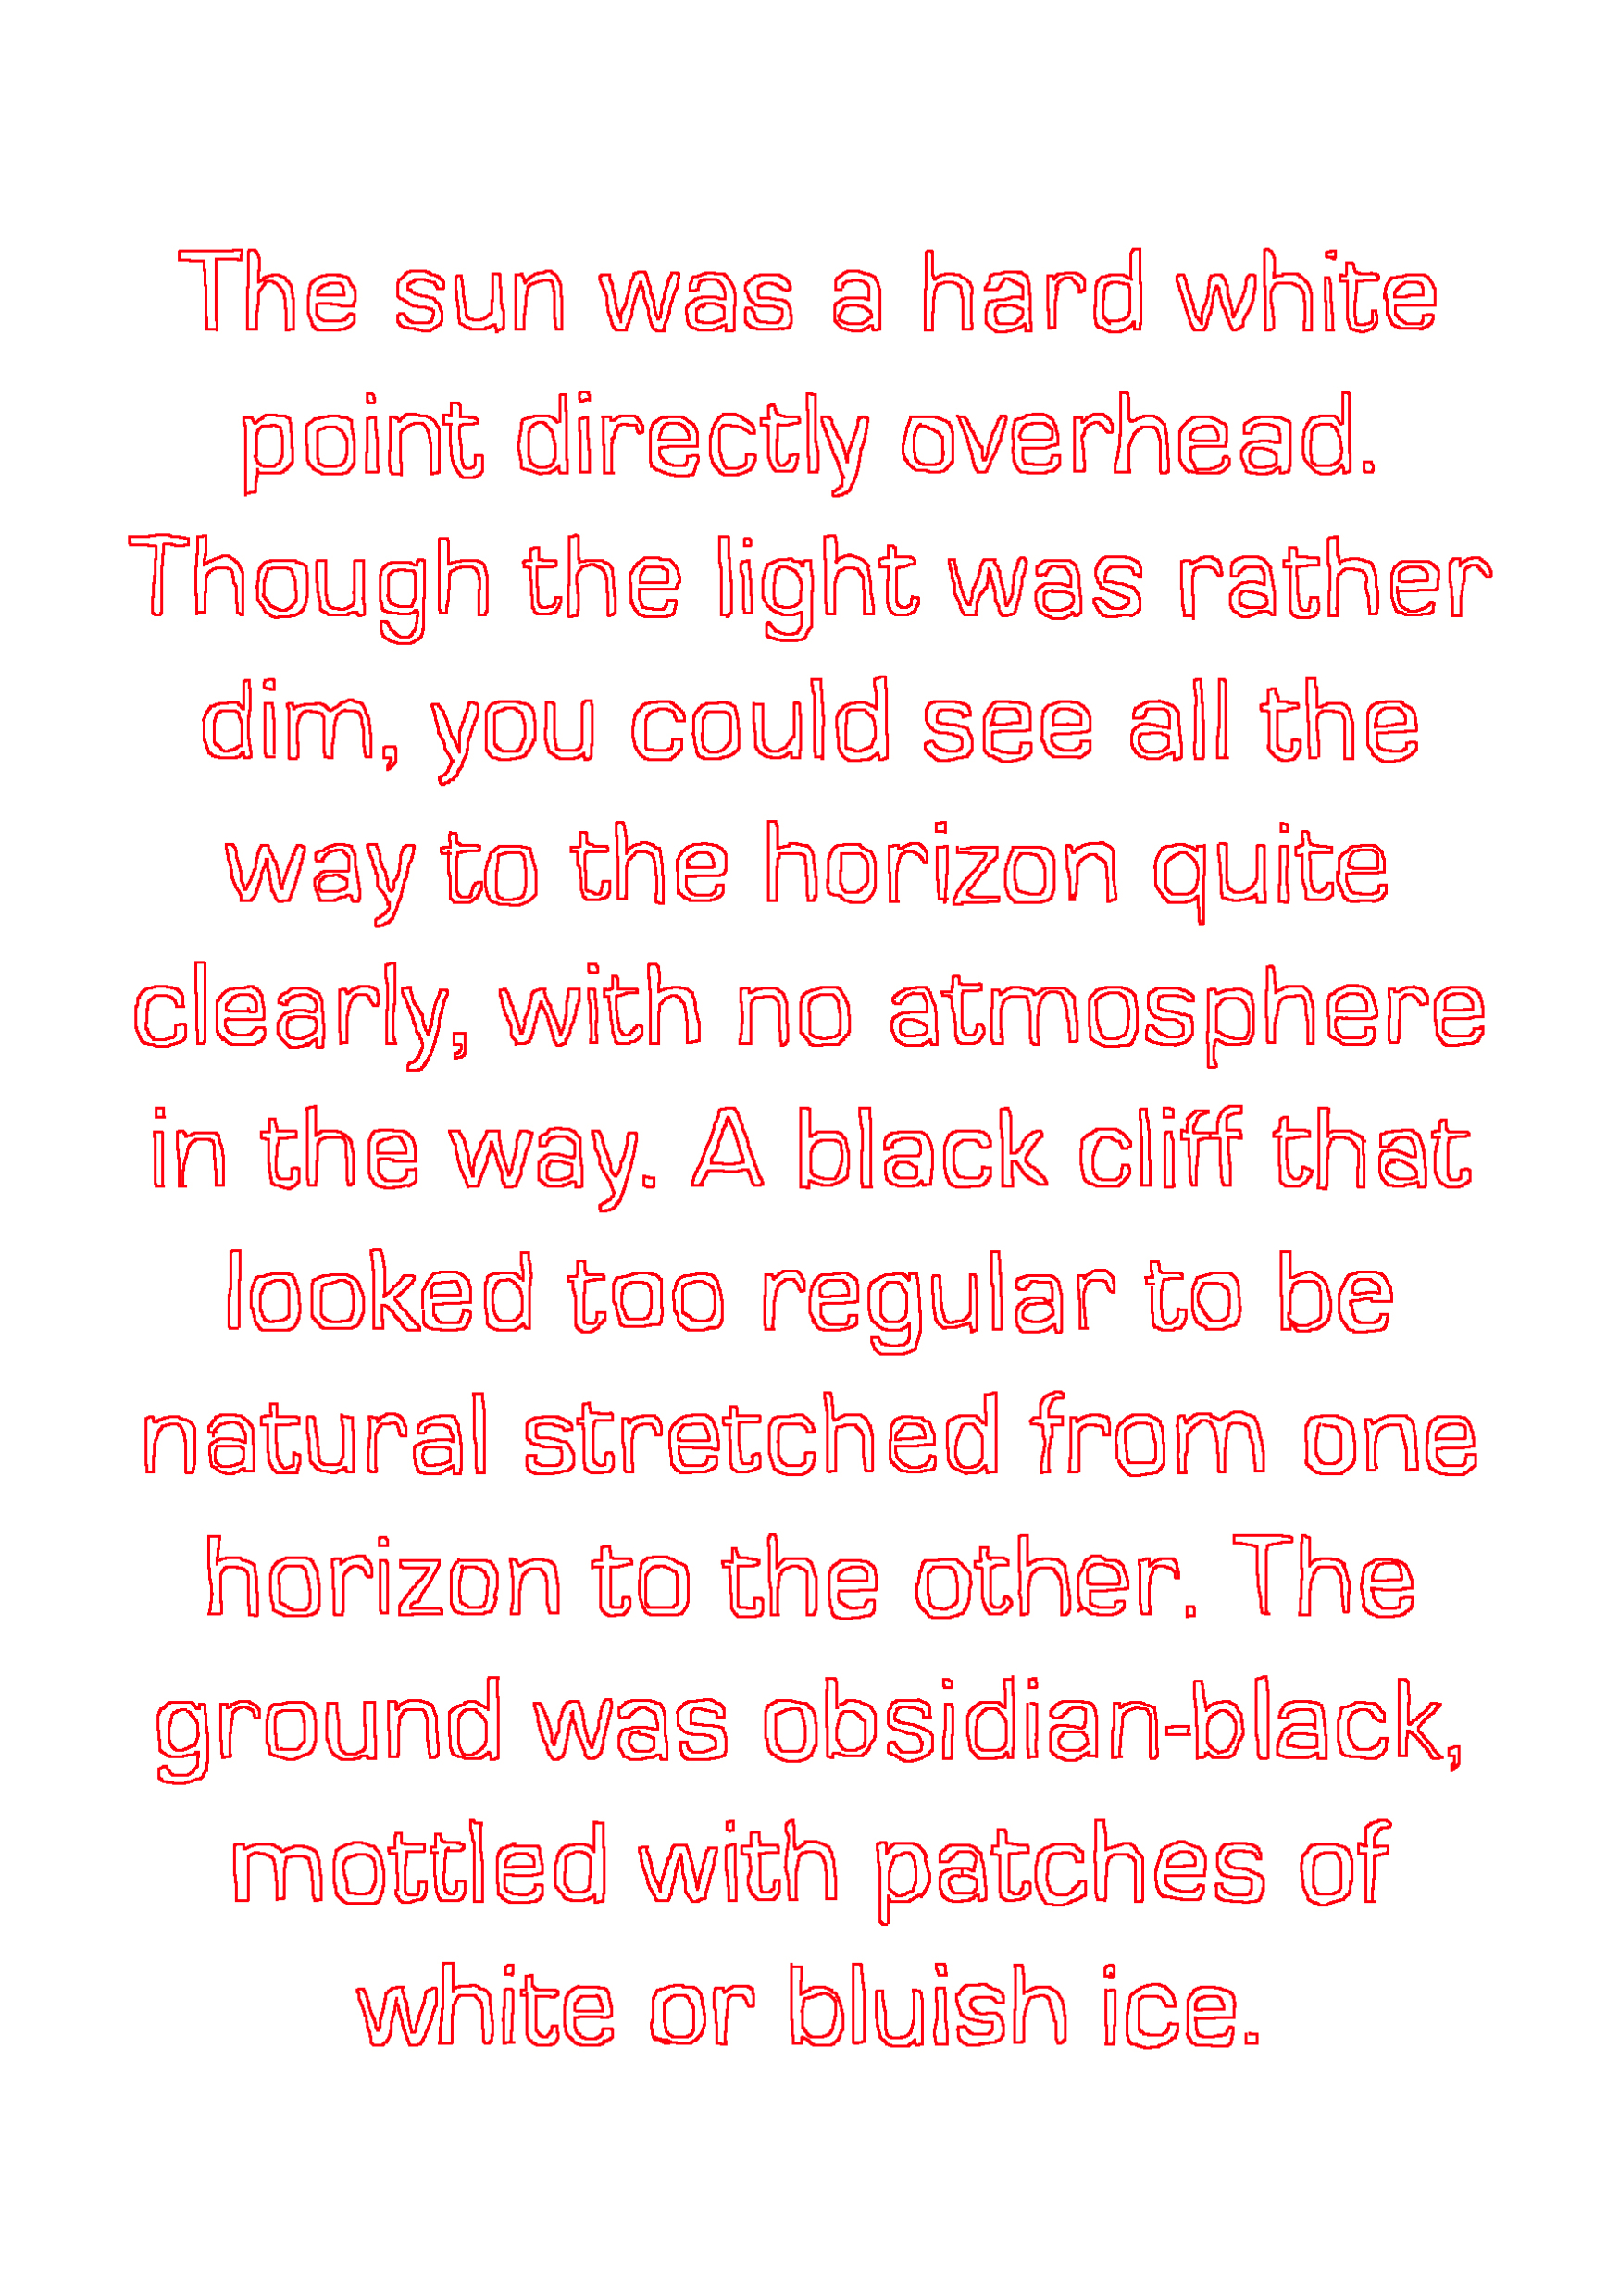 The sun was a hard white
point directly overhead.
Though the light was rather
dim, you could see all the
way to the horizon quite
clearly, with no atmosphere
in the way. A black cliff that
looked too regular to be
natural stretched from one
horizon to the other. The
ground was obsidian-black,
mottled with patches of
white or bluish ice.